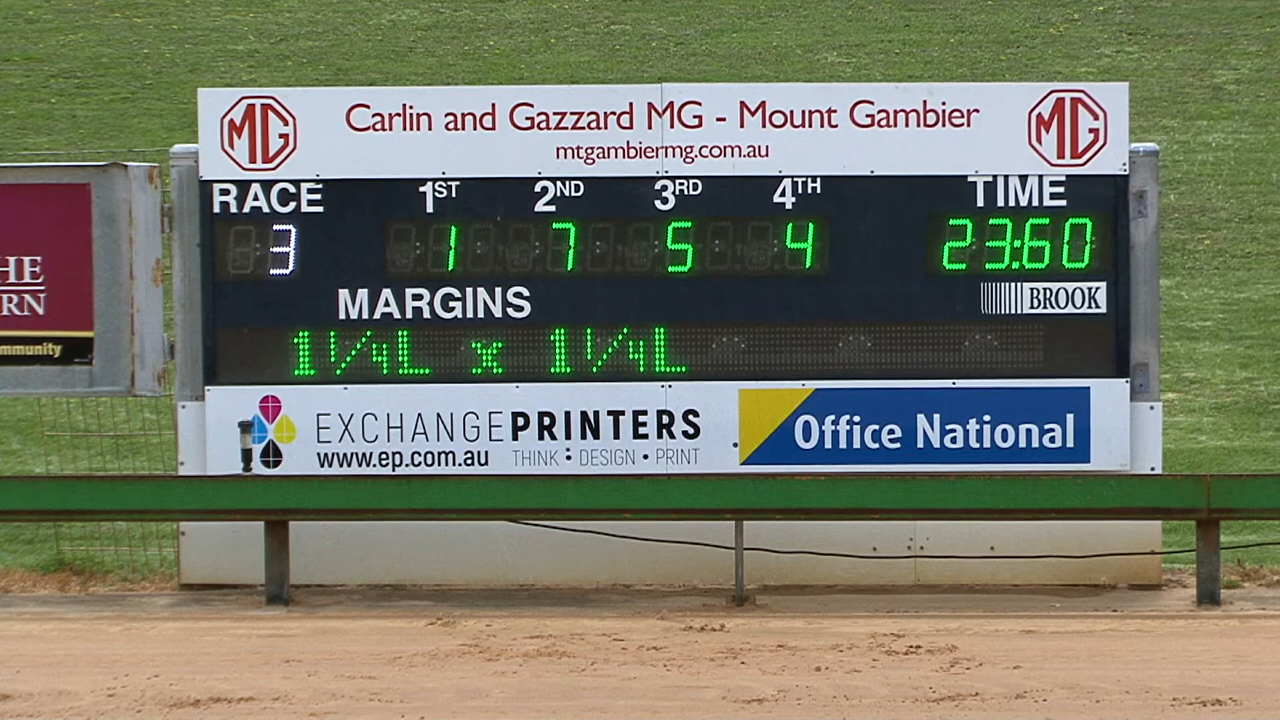 MG Carlin and Gazzard MG - Mount Gambier MG
mtgambiermg.com.au
RACE 1ST 2ND 3RD 4TH TIME
3 1 7 5 4 23:60
MARGINS BROOK
1¼L x 1¼L
EXCHANGEPRINTERS
www.ep.com.au THINK : DESIGN • PRINT
Office National
HE
RN
mmunity